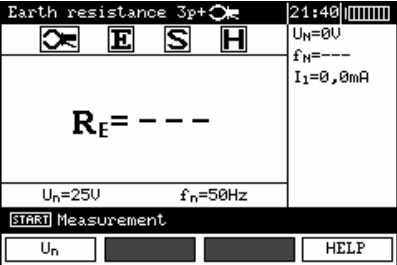 Earth resistance 3p+
21:40
E S H
UN=0V
fN=---
I1=0,0mA
RE= ---
Un=25V fn=50Hz
START Measurement
Un HELP